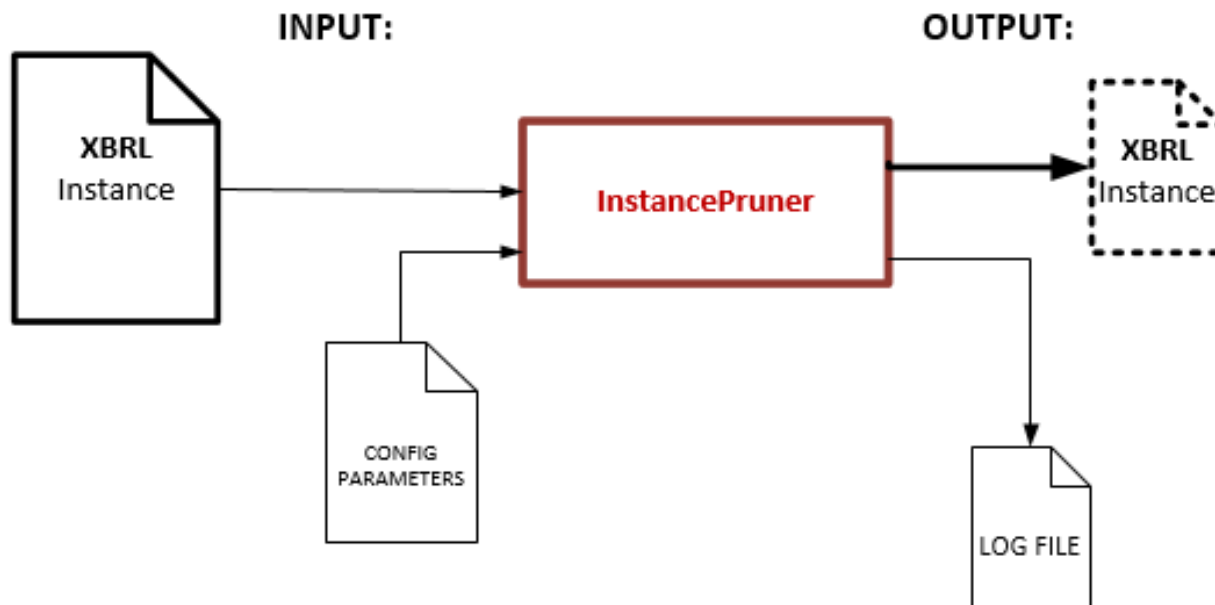 INPUT:
OUTPUT:
XBRL
Instance
InstancePruner
XBRL
Instance
CONFIG
PARAMETERS
LOG FILE